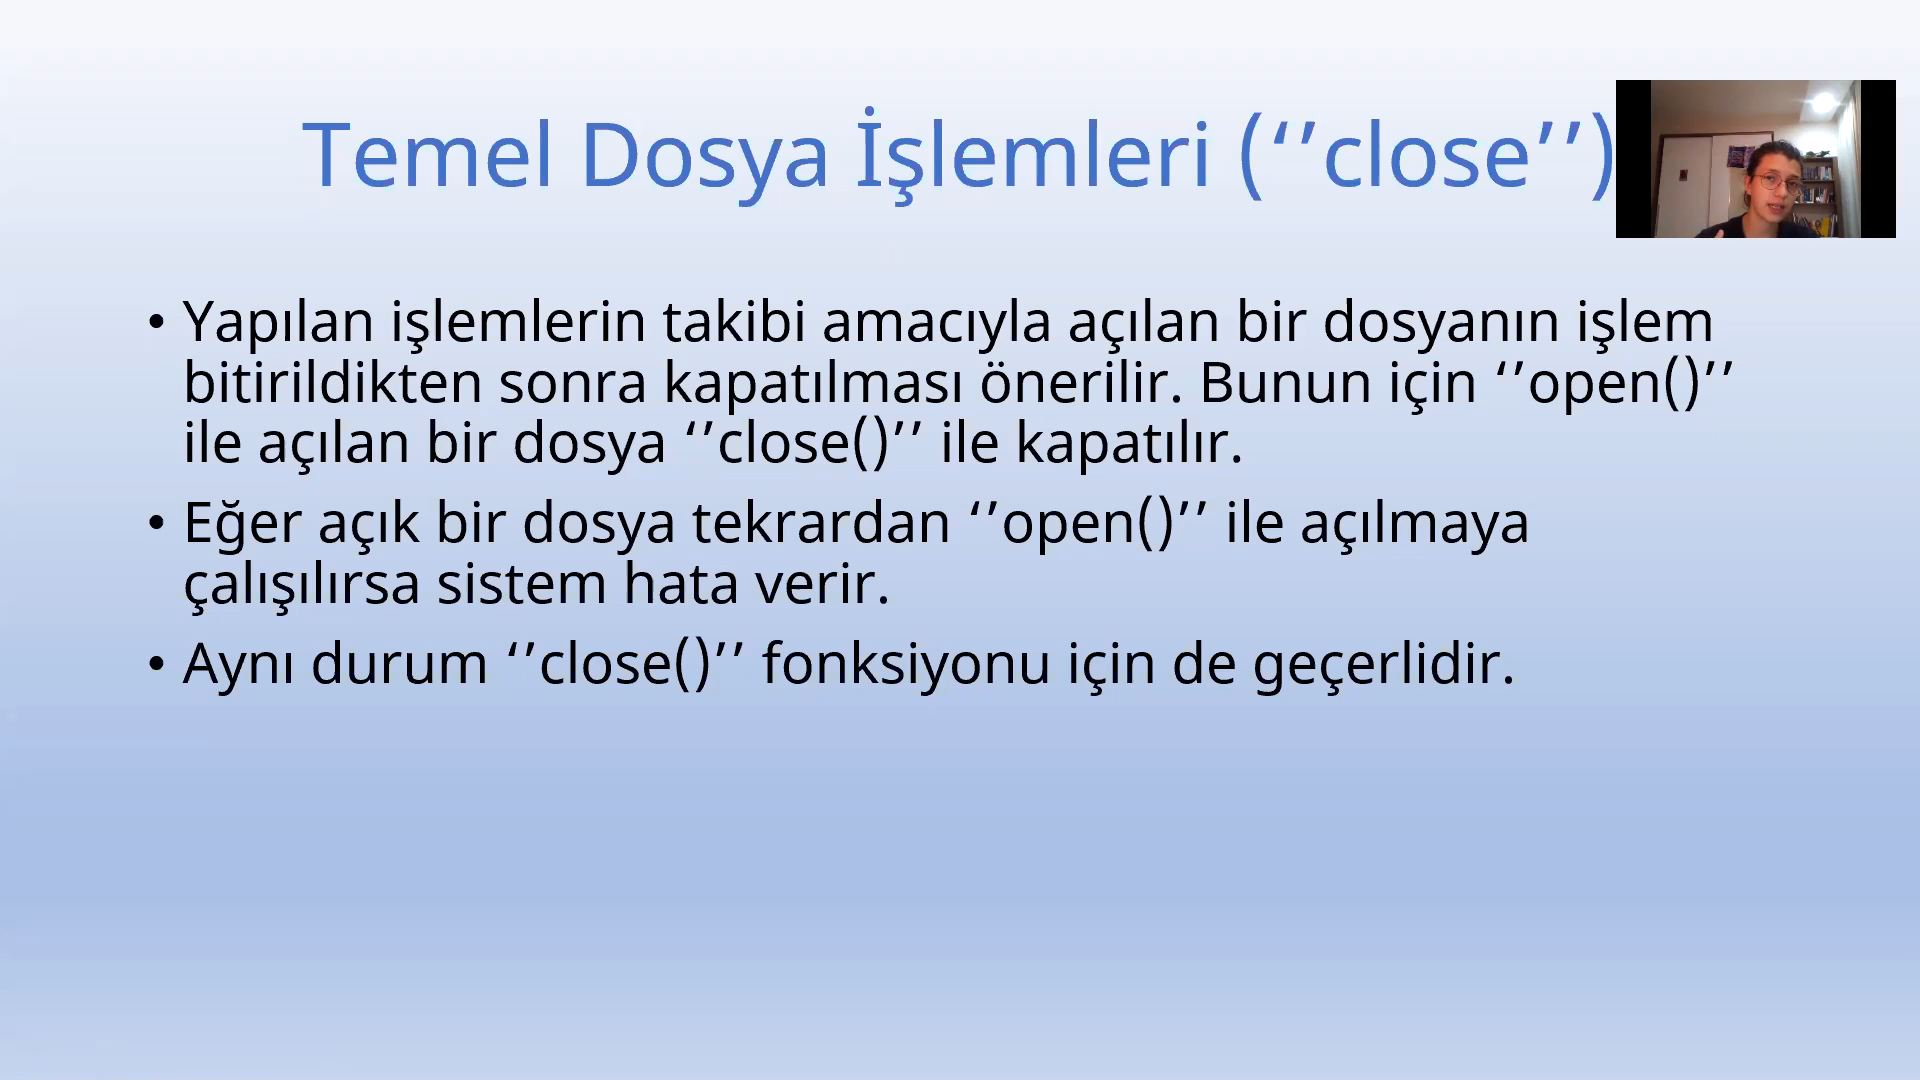 Temel Dosya İşlemleri (‘’close’’)
• Yapılan işlemlerin takibi amacıyla açılan bir dosyanın işlem
bitirildikten sonra kapatılması önerilir. Bunun için ‘’open()’’
ile açılan bir dosya ‘’close()’’ ile kapatılır.
• Eğer açık bir dosya tekrardan ‘’open()’’ ile açılmaya
çalışılırsa sistem hata verir.
• Aynı durum ‘’close()’’ fonksiyonu için de geçerlidir.